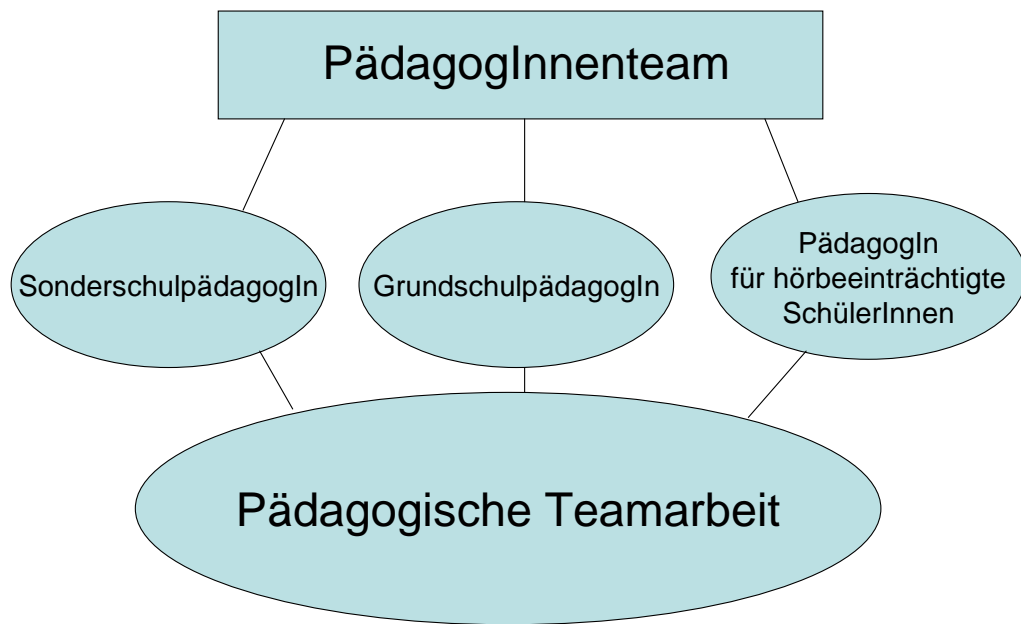 PädagogInnenteam
SonderschulpädagogIn
GrundschulpädagogIn
PädagogIn
für hörbeeinträchtigte
SchülerInnen
Pädagogische Teamarbeit